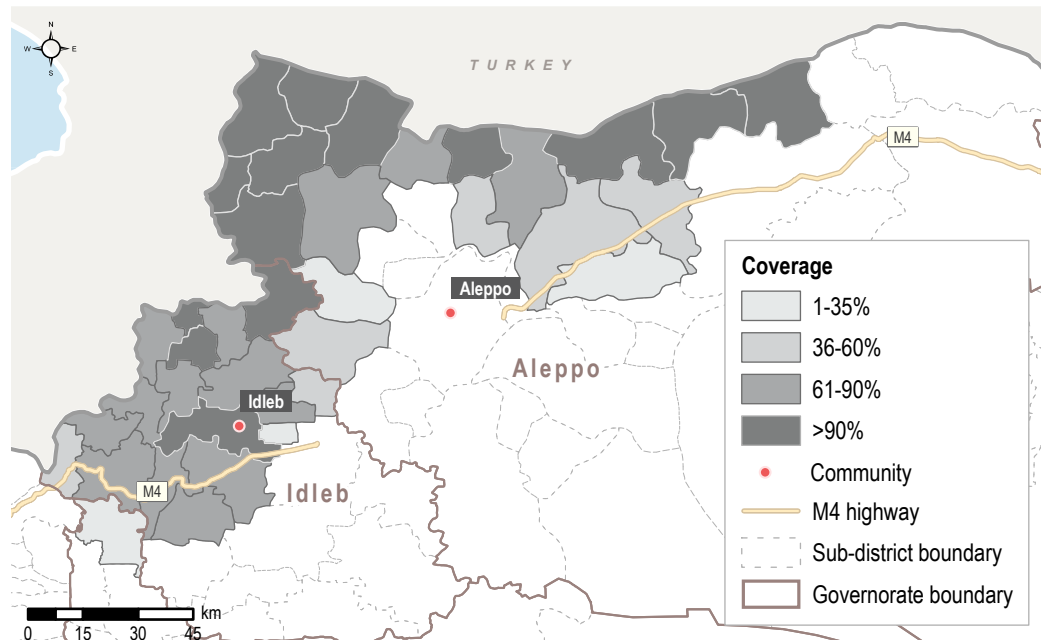 N
W E
S
TURKEY
M4
Aleppo
Aleppo
Idleb
Idleb
M4
Coverage
1-35%
36-60%
61-90%
>90%
Community
M4 highway
Sub-district boundary
Governorate boundary
km
0 15 30 45